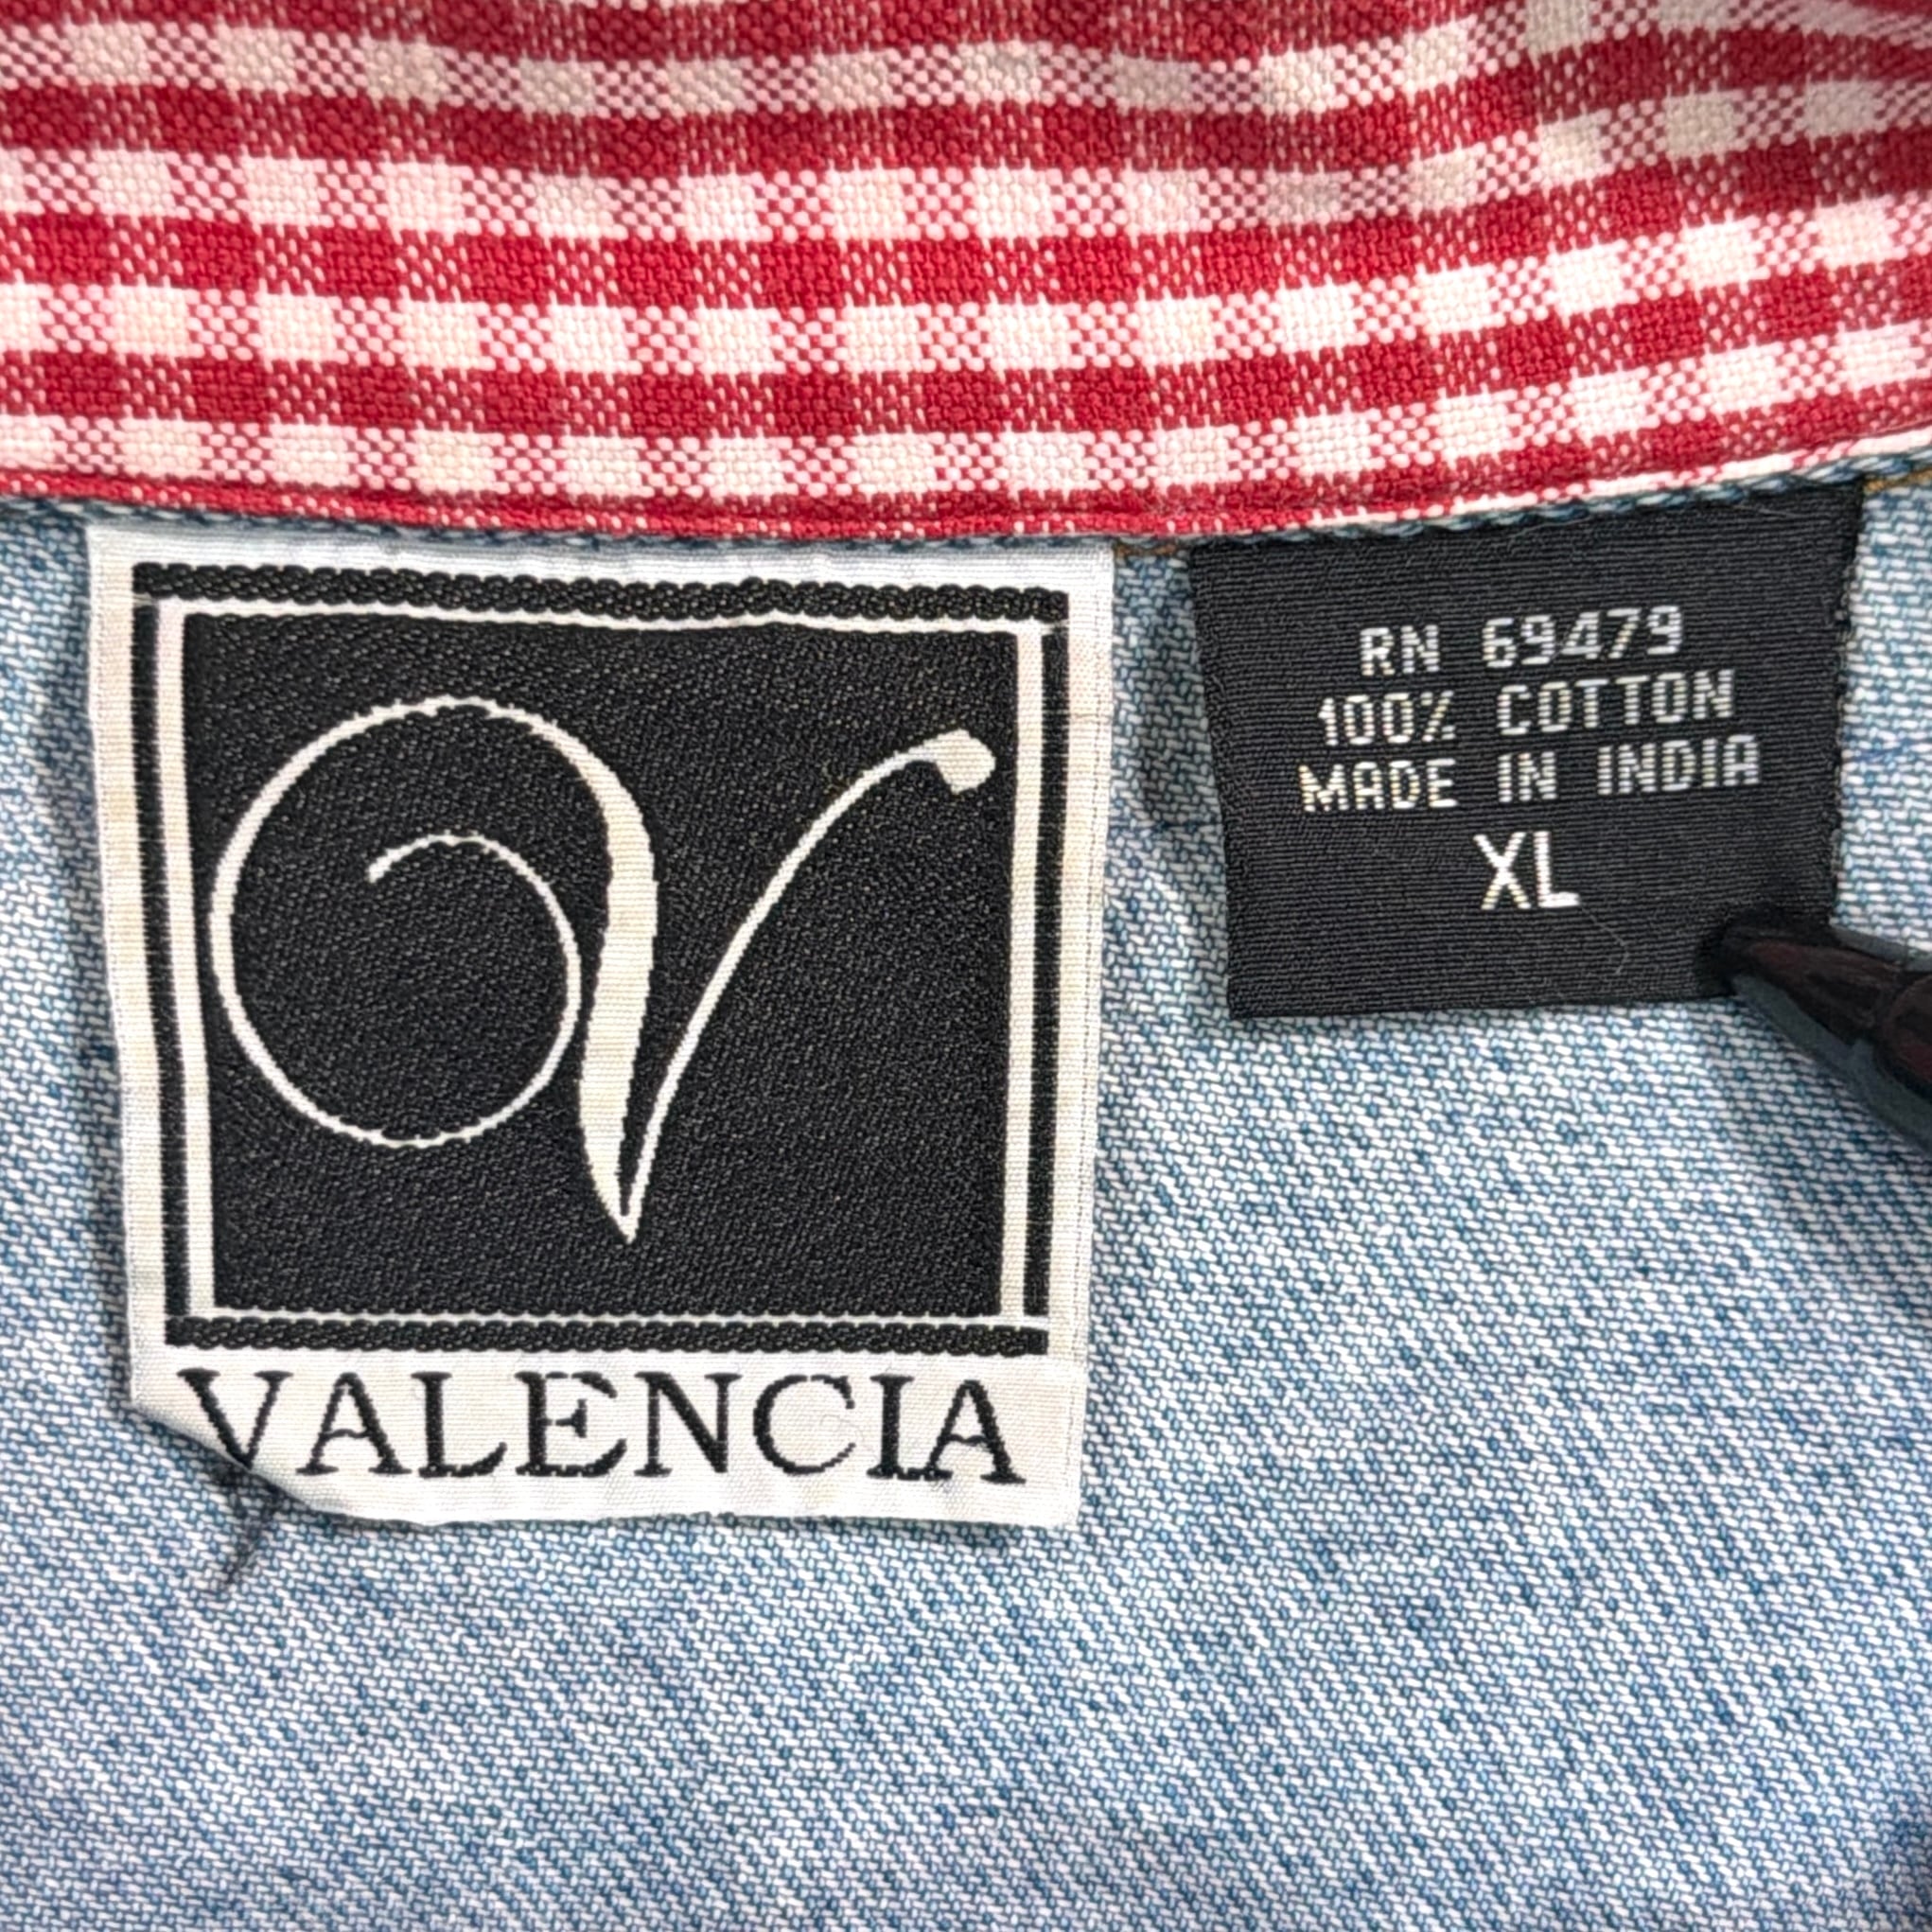 V
VALENCIA
RN 69479
100% COTTON
MADE IN INDIA
XL